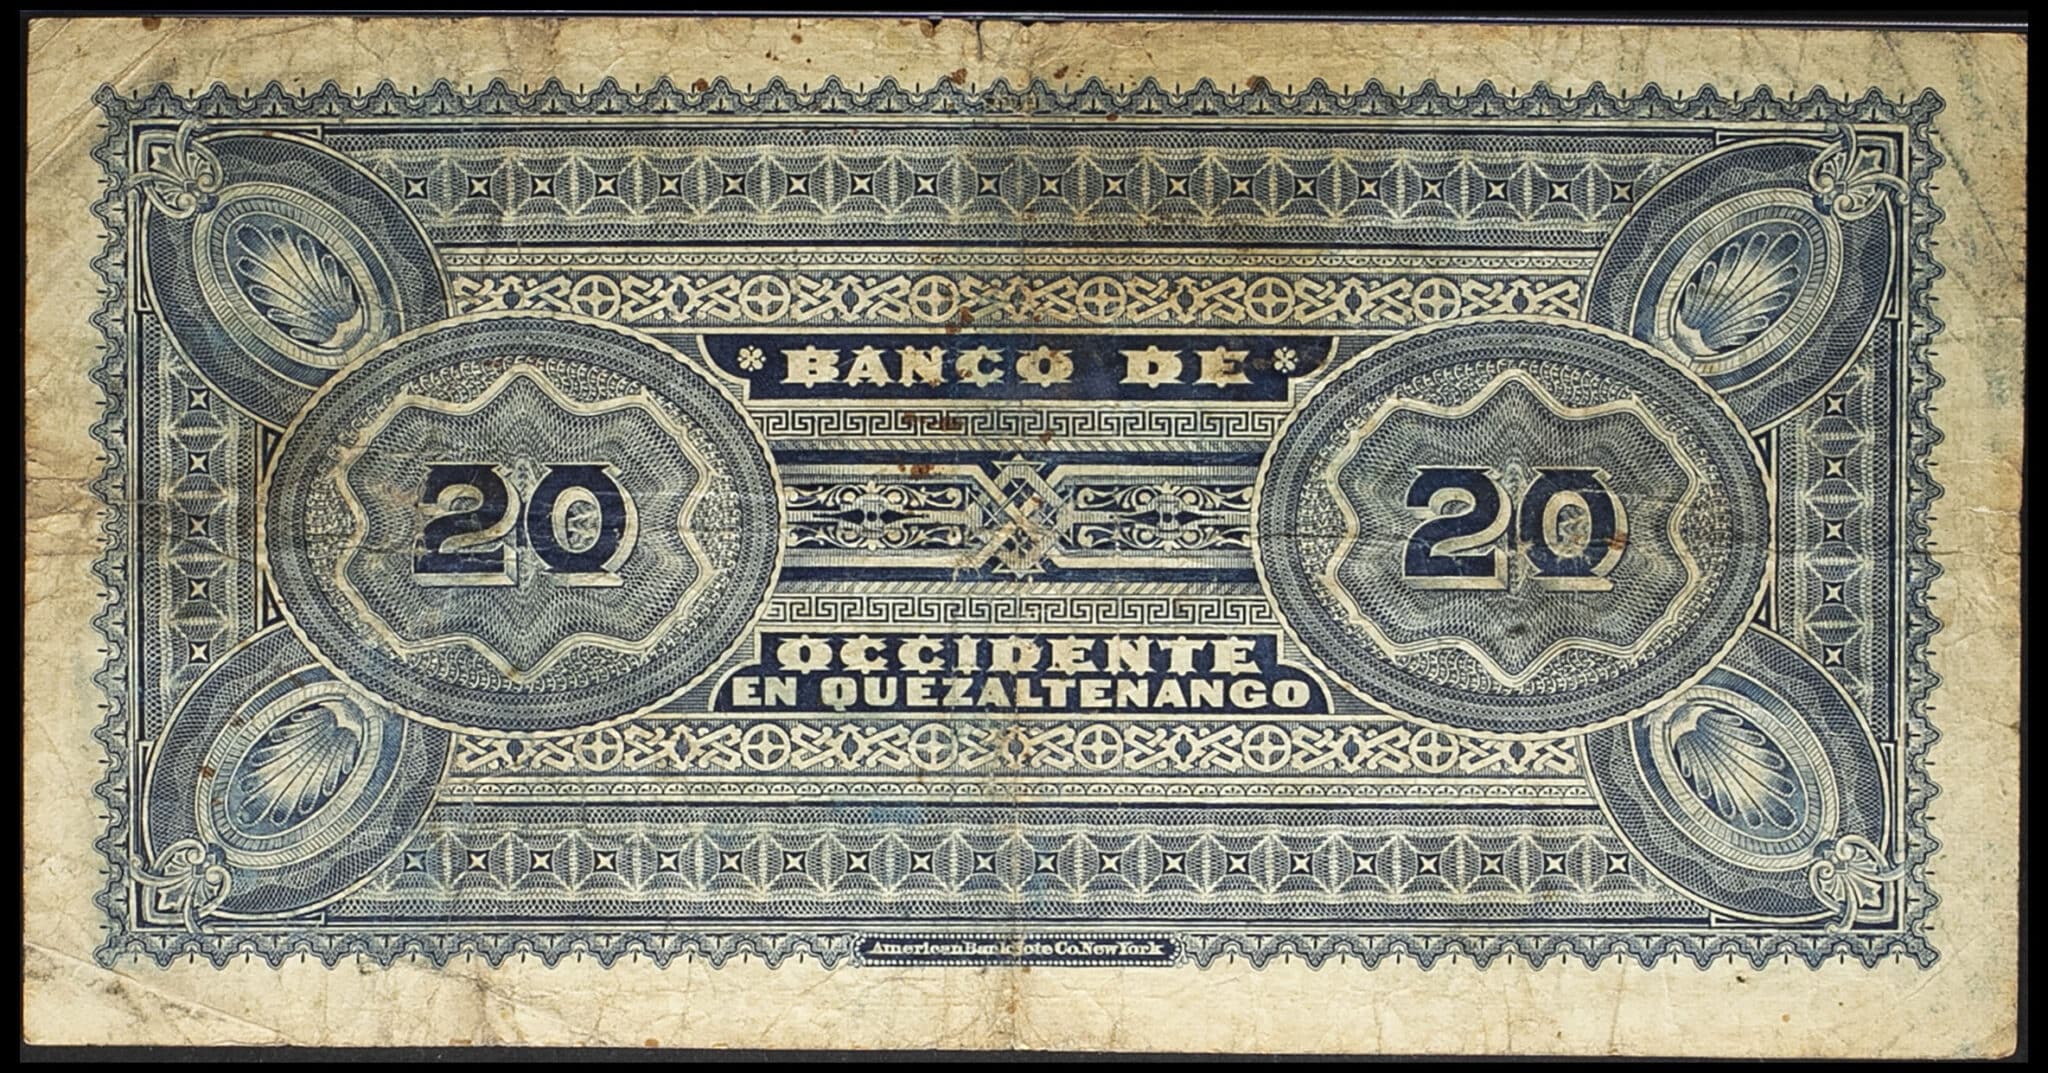 BANCO DE
20 20
OCCIDENTE
EN QUEZALTENANGO
American Bank Note Co. New York